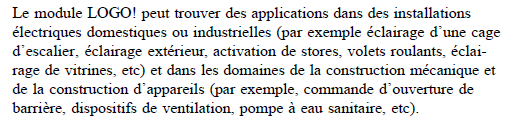 Le module LOGO! peut trouver des applications dans des installations
électriques domestiques ou industrielles (par exemple éclairage d'une cage
d'escalier, éclairage extérieur, activation de stores, volets roulants, éclai-
rage de vitrines, etc) et dans les domaines de la construction mécanique et
de la construction d'appareils (par exemple, commande d'ouverture de
barrière, dispositifs de ventilation, pompe à eau sanitaire, etc).